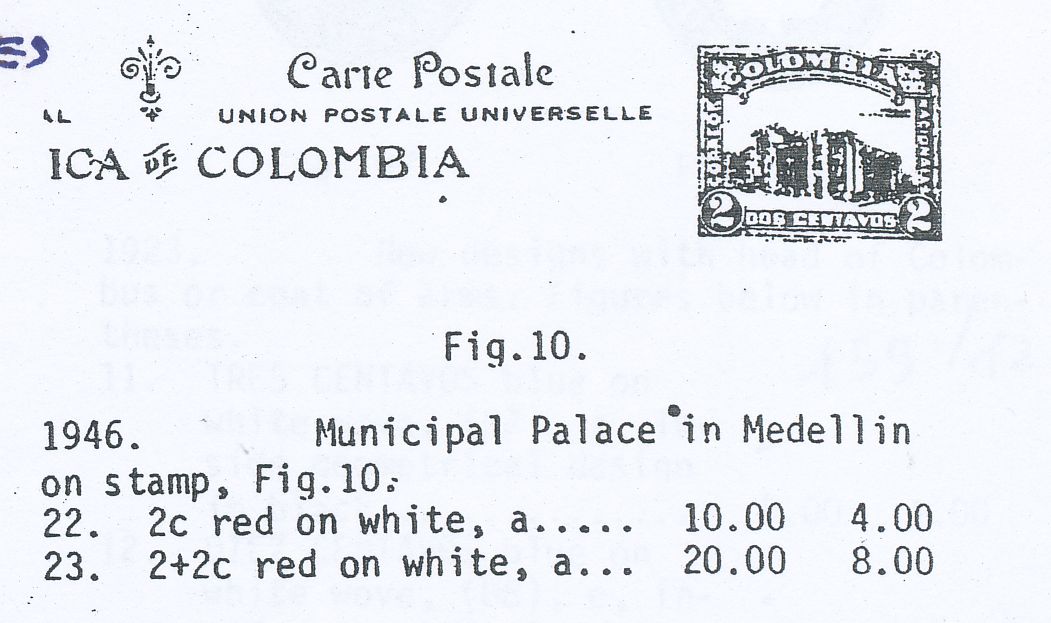 ES
Carte Postale
AL
UNION POSTALE UNIVERSELLE
ICA DE COLOMBIA
COLOMBIA
2 DOS CENTAVOS 2
Fig.10.
1946. Municipal Palace in Medellin
on stamp, Fig.10.
22. 2c red on white, a..... 10.00 4.00
23. 2+2c red on white, a... 20.00 8.00